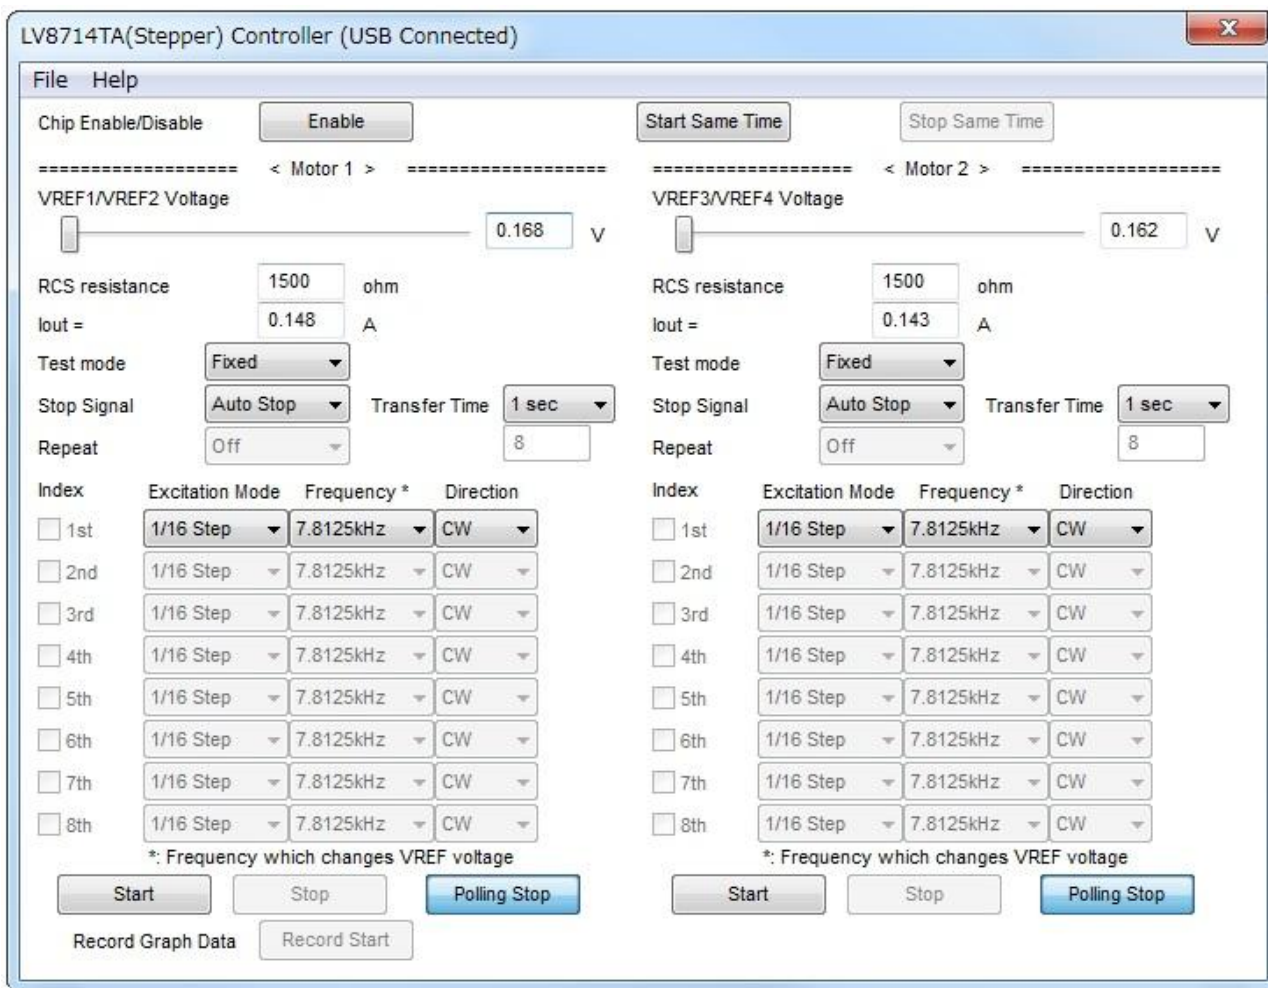 LV8714TA(Stepper) Controller (USB Connected)
File Help
Chip Enable/Disable Enable Start Same Time Stop Same Time
=================== < Motor 1 > =================== =================== < Motor 2 > ===================
VREF1/VREF2 Voltage VREF3/VREF4 Voltage
0.168 V 0.162 V
RCS resistance 1500 ohm RCS resistance 1500 ohm
Iout = 0.148 A Iout = 0.143 A
Test mode Fixed Test mode Fixed
Stop Signal Auto Stop Transfer Time 1 sec Stop Signal Auto Stop Transfer Time 1 sec
Repeat Off 8 Repeat Off 8
Index Excitation Mode Frequency * Direction Index Excitation Mode Frequency * Direction
1st 1/16 Step 7.8125kHz CW 1st 1/16 Step 7.8125kHz CW
2nd 1/16 Step 7.8125kHz CW 2nd 1/16 Step 7.8125kHz CW
3rd 1/16 Step 7.8125kHz CW 3rd 1/16 Step 7.8125kHz CW
4th 1/16 Step 7.8125kHz CW 4th 1/16 Step 7.8125kHz CW
5th 1/16 Step 7.8125kHz CW 5th 1/16 Step 7.8125kHz CW
6th 1/16 Step 7.8125kHz CW 6th 1/16 Step 7.8125kHz CW
7th 1/16 Step 7.8125kHz CW 7th 1/16 Step 7.8125kHz CW
8th 1/16 Step 7.8125kHz CW 8th 1/16 Step 7.8125kHz CW
*: Frequency which changes VREF voltage *: Frequency which changes VREF voltage
Start Stop Polling Stop Start Stop Polling Stop
Record Graph Data Record Start